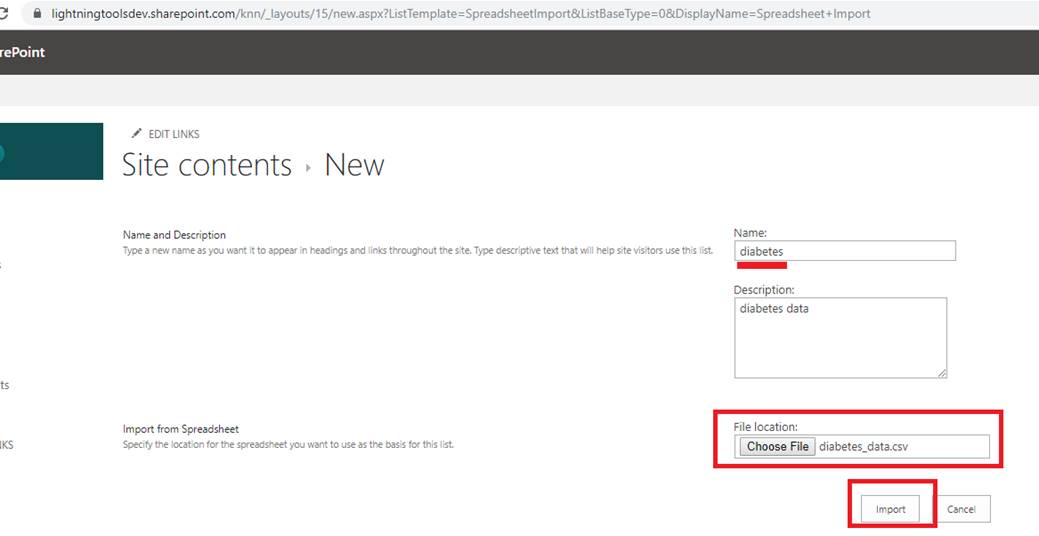 lightningtoolsdev.sharepoint.com/knn/_layouts/15/new.aspx?ListTemplate=SpreadsheetImport&ListBaseType=0&DisplayName=Spreadsheet+Import
rePoint
EDIT LINKS
Site contents › New
Name and Description
Type a new name as you want it to appear in headings and links throughout the site. Type descriptive text that will help site visitors use this list.
Name:
diabetes
Description:
diabetes data
s
ts
NKS
Import from Spreadsheet
Specify the location for the spreadsheet you want to use as the basis for this list.
File location:
Choose File diabetes_data.csv
Import Cancel